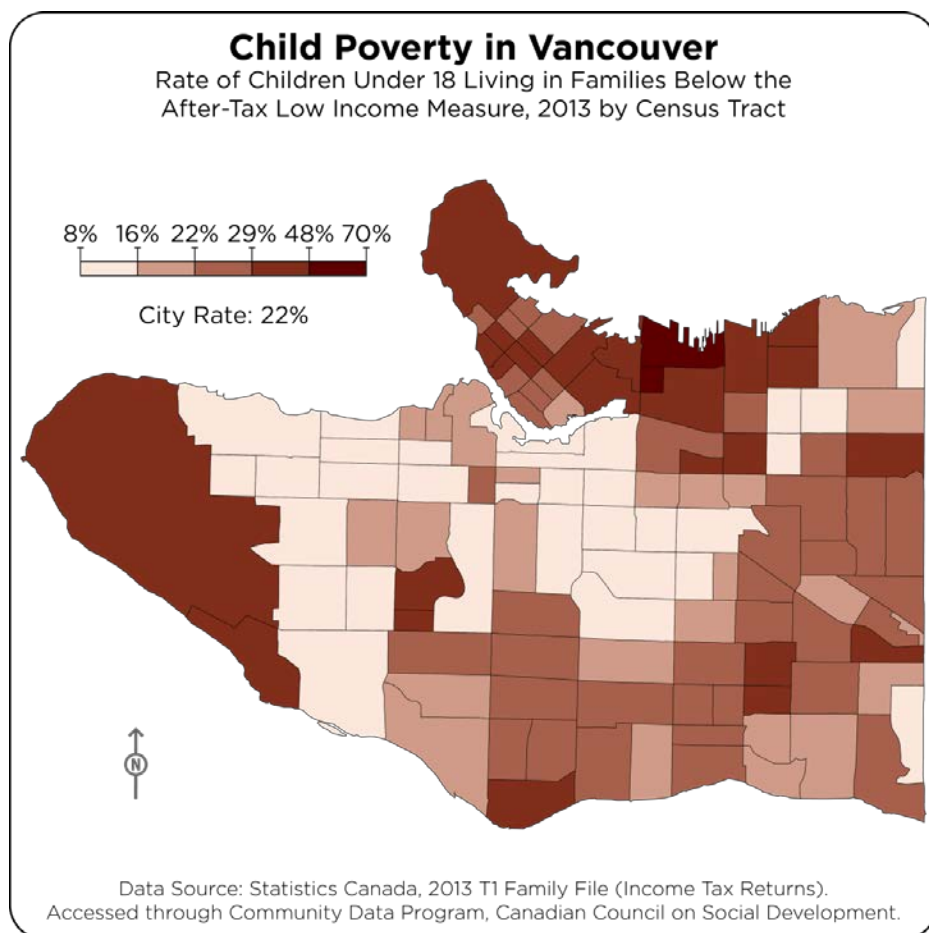 Child Poverty in Vancouver
Rate of Children Under 18 Living in Families Below the
After-Tax Low Income Measure, 2013 by Census Tract
8% 16% 22% 29% 48% 70%
City Rate: 22%
N
Data Source: Statistics Canada, 2013 T1 Family File (Income Tax Returns).
Accessed through Community Data Program, Canadian Council on Social Development.